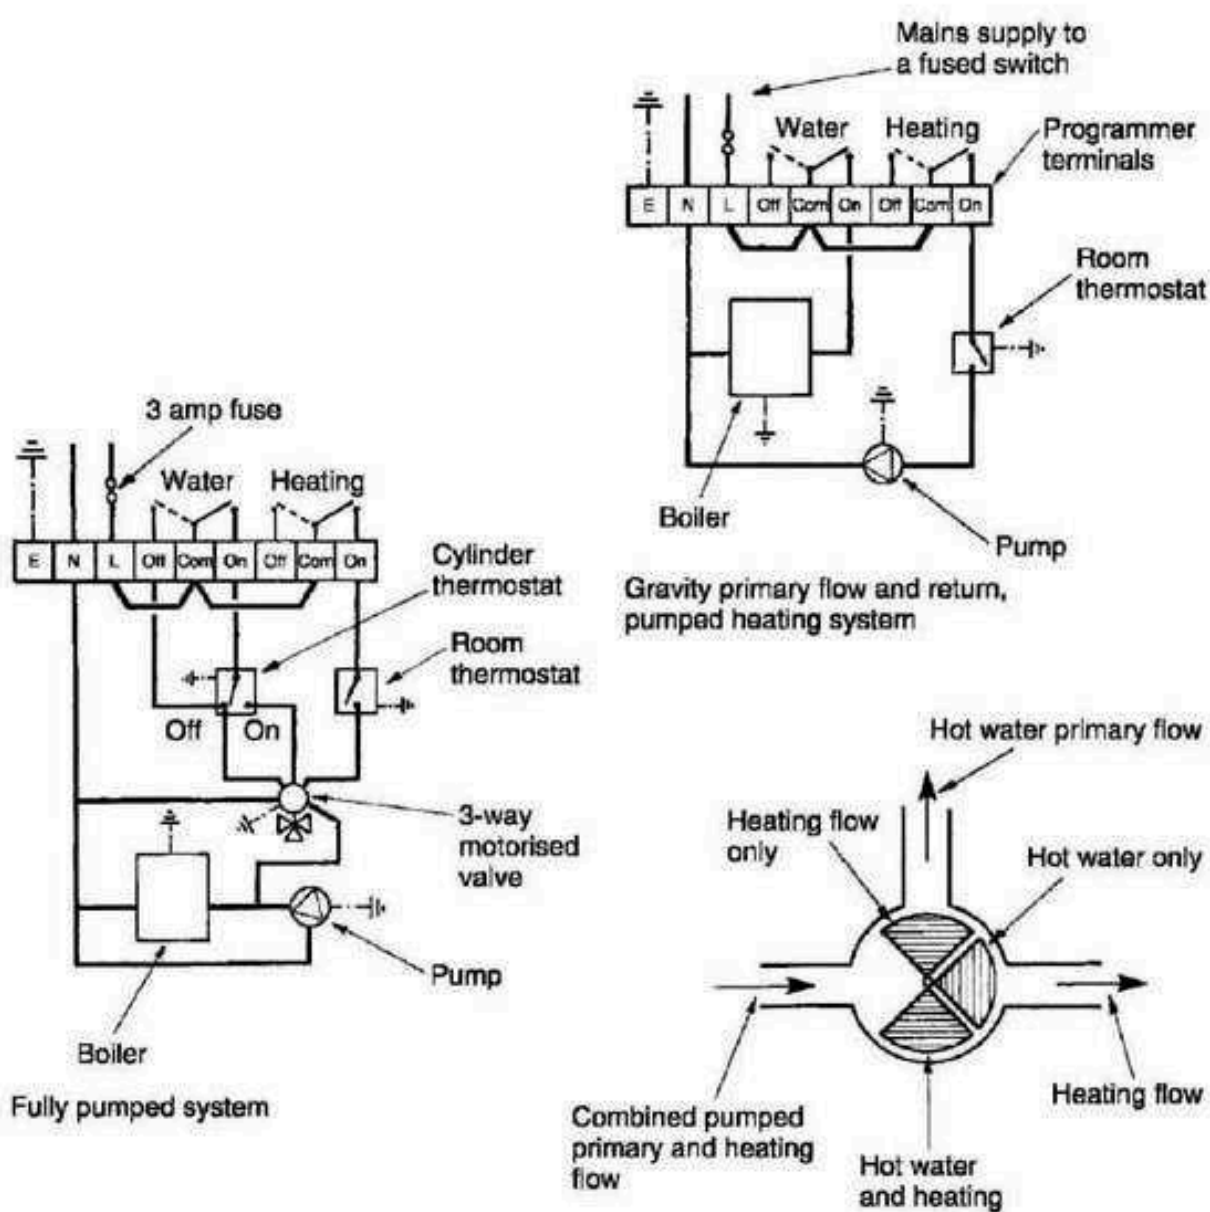 Mains supply to
a fused switch
Water Heating
Programmer
terminals
E N L Off Com On Off Com On
Room
thermostat
Boiler
Pump
Gravity primary flow and return,
pumped heating system
3 amp fuse
Water Heating
E N L Off Com On Off Com On
Cylinder
thermostat
Room
thermostat
Off On
3-way
motorised
valve
Pump
Boiler
Fully pumped system
Hot water primary flow
Heating flow
only
Hot water only
Combined pumped
primary and heating
flow
Hot water
and heating
Heating flow